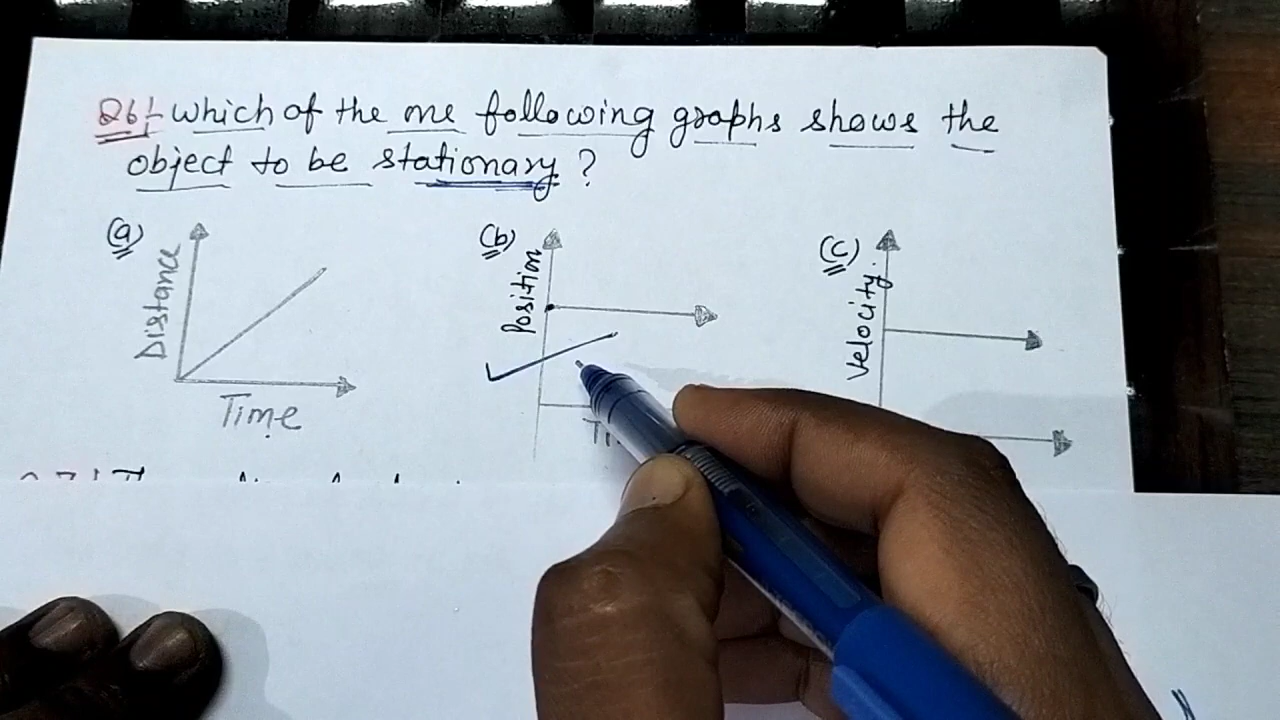 Q6:- Which of the one following graphs shows the
object to be stationary ?
(a)
Distance
Time
(b)
Position
(c)
Velocity